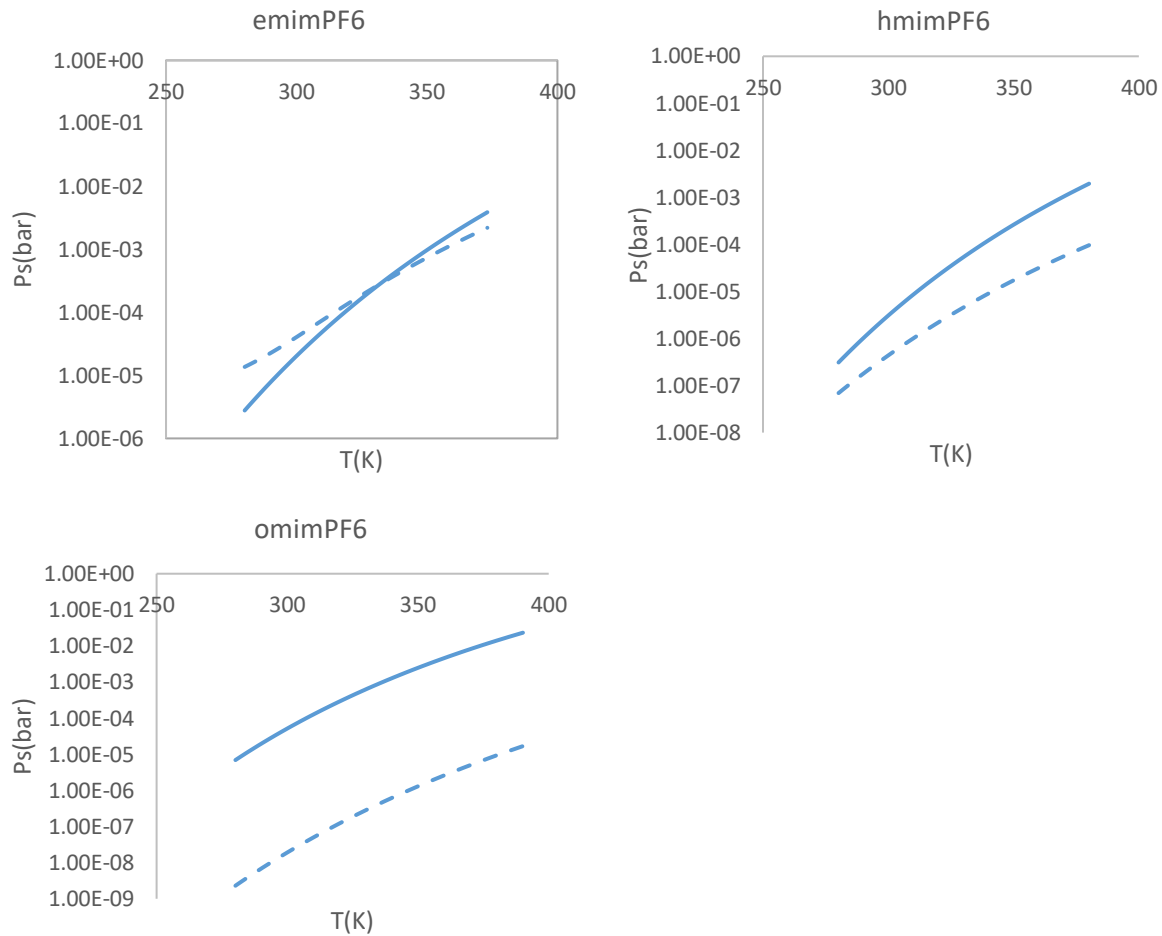 emimPF6
1.00E+00
250 300 350 400
1.00E-01
1.00E-02
1.00E-03
1.00E-04
1.00E-05
1.00E-06
Ps(bar)
T(K)
hmimPF6
1.00E+00
250 300 350 400
1.00E-01
1.00E-02
1.00E-03
1.00E-04
1.00E-05
1.00E-06
1.00E-07
1.00E-08
Ps(bar)
T(K)
omimPF6
1.00E+00
250 300 350 400
1.00E-01
1.00E-02
1.00E-03
1.00E-04
1.00E-05
1.00E-06
1.00E-07
1.00E-08
1.00E-09
Ps(bar)
T(K)